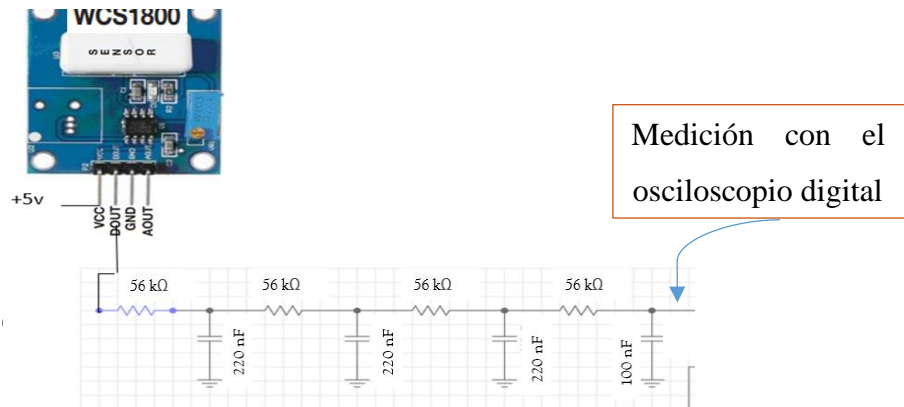 WCS1800
SENSOR
+5v
VCC
DOUT
GND
AOUT
Medición con el
osciloscopio digital
56 kΩ
56 kΩ
56 kΩ
56 kΩ
220 nF
220 nF
220 nF
100 nF